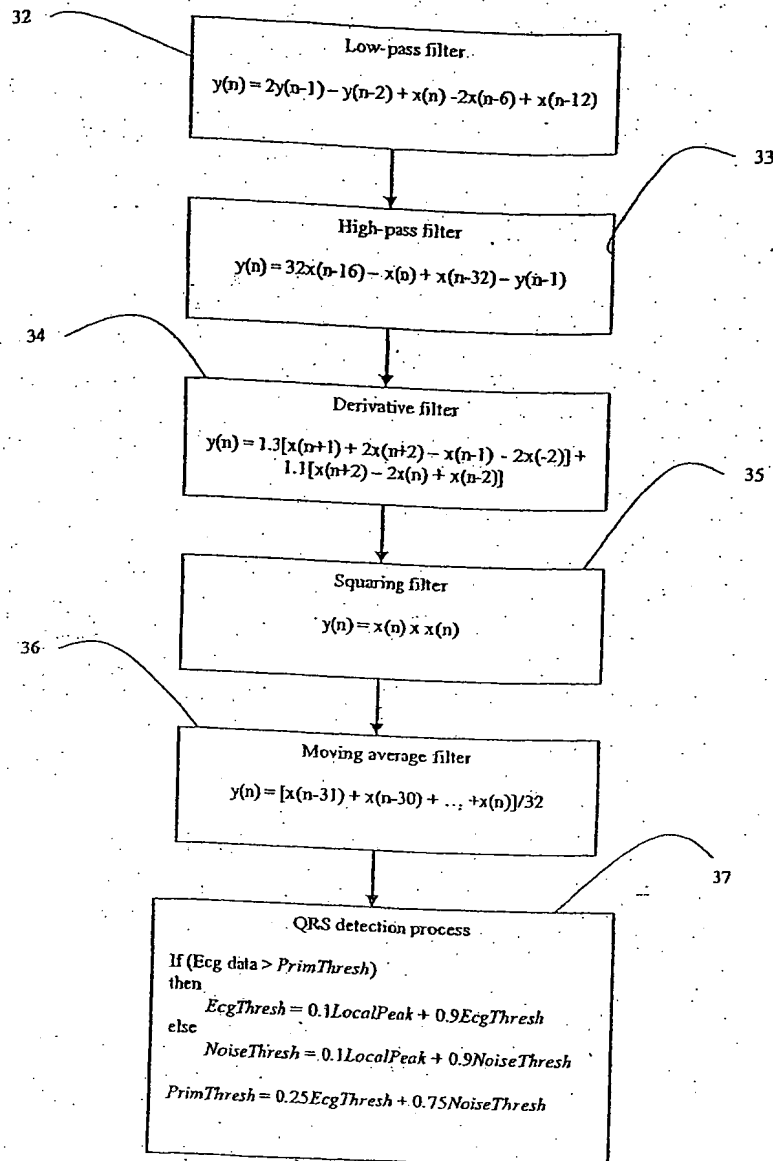 32
Low-pass filter
y(n) = 2y(n-1) – y(n-2) + x(n) -2x(n-6) + x(n-12)
33
High-pass filter
y(n) = 32x(n-16) – x(n) + x(n-32) – y(n-1)
34
Derivative filter
y(n) = 1.3[x(n+1) + 2x(n+2) – x(n-1) - 2x(-2)] +
1.1[x(n+2) – 2x(n) + x(n-2)]
35
Squaring filter
y(n) = x(n) x x(n)
36
Moving average filter
y(n) = [x(n-31) + x(n-30) + ... +x(n)]/32
37
QRS detection process
If (Ecg data > PrimThresh)
then
EcgThresh = 0.1LocalPeak + 0.9EcgThresh
else
NoiseThresh = 0.1LocalPeak + 0.9NoiseThresh
PrimThresh = 0.25EcgThresh + 0.75NoiseThresh